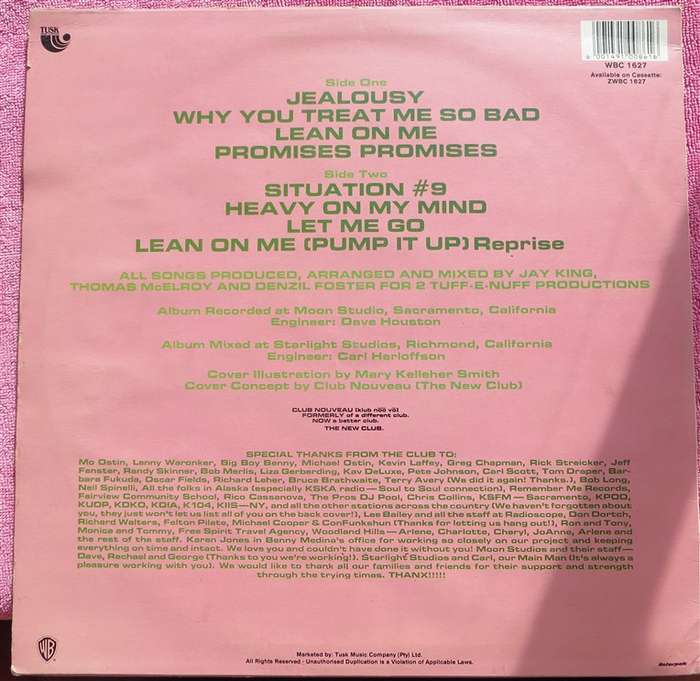 TUSK
6 001491 008616
WBC 1627
Available on Cassette:
ZWBC 1627
Side One
JEALOUSY
WHY YOU TREAT ME SO BAD
LEAN ON ME
PROMISES PROMISES
Side Two
SITUATION #9
HEAVY ON MY MIND
LET ME GO
LEAN ON ME (PUMP IT UP) Reprise
ALL SONGS PRODUCED, ARRANGED AND MIXED BY JAY KING,
THOMAS McELROY AND DENZIL FOSTER FOR 2 TUFF-E-NUFF PRODUCTIONS
Album Recorded at Moon Studio, Sacramento, California
Engineer: Dave Houston
Album Mixed at Starlight Studios, Richmond, California
Engineer: Carl Herloffson
Cover Illustration by Mary Kelleher Smith
Cover Concept by Club Nouveau (The New Club)
CLUB NOUVEAU (klub nōō vō)
FORMERLY of a different club.
NOW a better club.
THE NEW CLUB.
SPECIAL THANKS FROM THE CLUB TO:
Mo Ostin, Lenny Waronker, Big Boy Benny, Michael Ostin, Kevin Laffey, Greg Chapman, Rick Streicker, Jeff
Fenster, Randy Skinner, Bob Merlis, Liza Gerberding, Kav DeLuxe, Pete Johnson, Carl Scott, Tom Draper, Bar-
bara Fukuda, Oscar Fields, Richard Leher, Bruce Brathwaite, Terry Avery (We did it again! Thanks.), Bob Long,
Neil Spinelli, All the folks in Alaska (especially KSKA radio—Soul to Soul connection), Remember Me Records,
Fairview Community School, Rico Cassanova, The Pros DJ Pool, Chris Collins, KSFM—Sacramento, KPOO,
KUOP, KDKO, KDIA, K104, KIIS—NY, and all the other stations across the country (We haven't forgotten about
you, they just won't let us list all of you on the back cover!), Lee Bailey and all the staff at Radioscope, Don Dortch,
Richard Walters, Felton Pilate, Michael Cooper & ConFunkshun (Thanks for letting us hang out!), Ron and Tony,
Monica and Tommy, Free Spirit Travel Agency, Woodland Hills—Arlene, Charlotte, Cheryl, JoAnne, Arlene and
the rest of the staff. Karen Jones in Benny Medina's office for working so closely on our project and keeping
everything on time and intact. We love you and couldn't have done it without you! Moon Studios and their staff—
Dave, Rachael and George (Thanks to you we're working!). Starlight Studios and Carl, our Main Man (It's always a
pleasure working with you). We would like to thank all our families and friends for their support and strength
through the trying times. THANX!!!!!
WB
Marketed by: Tusk Music Company (Pty) Ltd.
All Rights Reserved · Unauthorised Duplication is a Violation of Applicable Laws.
Interpak